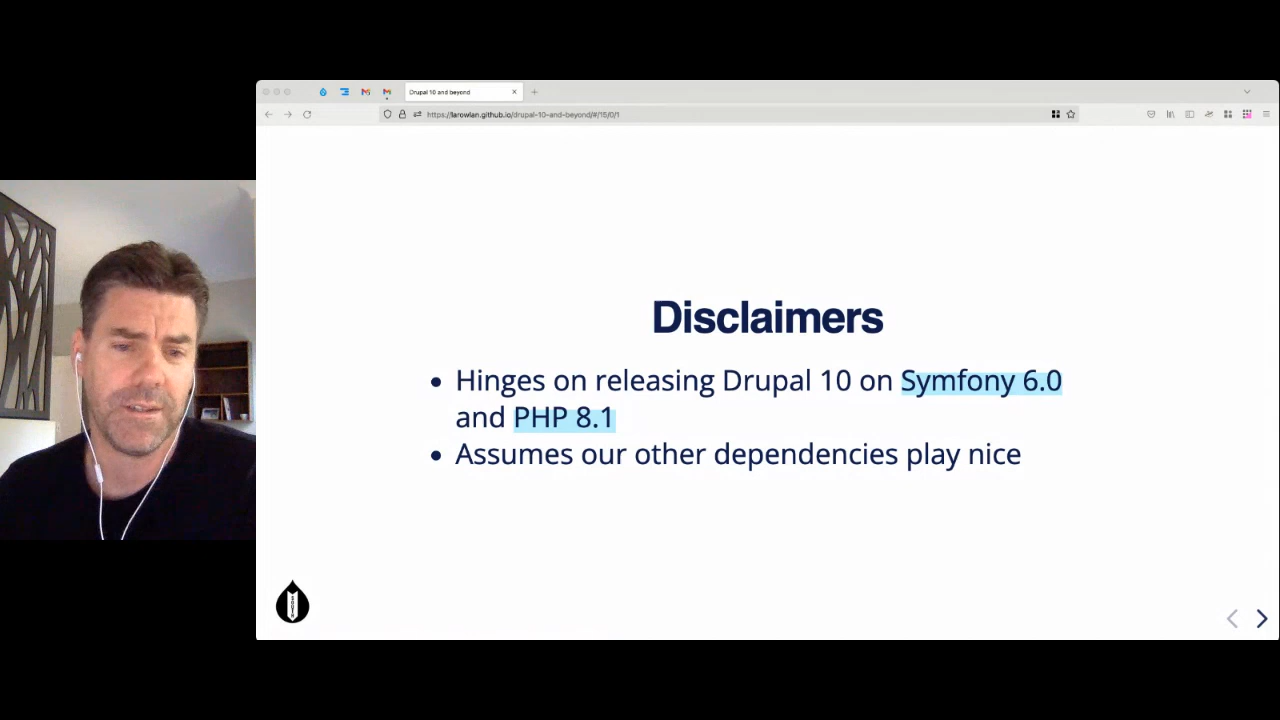 Drupal 10 and beyond
https://larowlan.github.io/drupal-10-and-beyond/#/15/0/1
Disclaimers
Hinges on releasing Drupal 10 on Symfony 6.0
and PHP 8.1
Assumes our other dependencies play nice